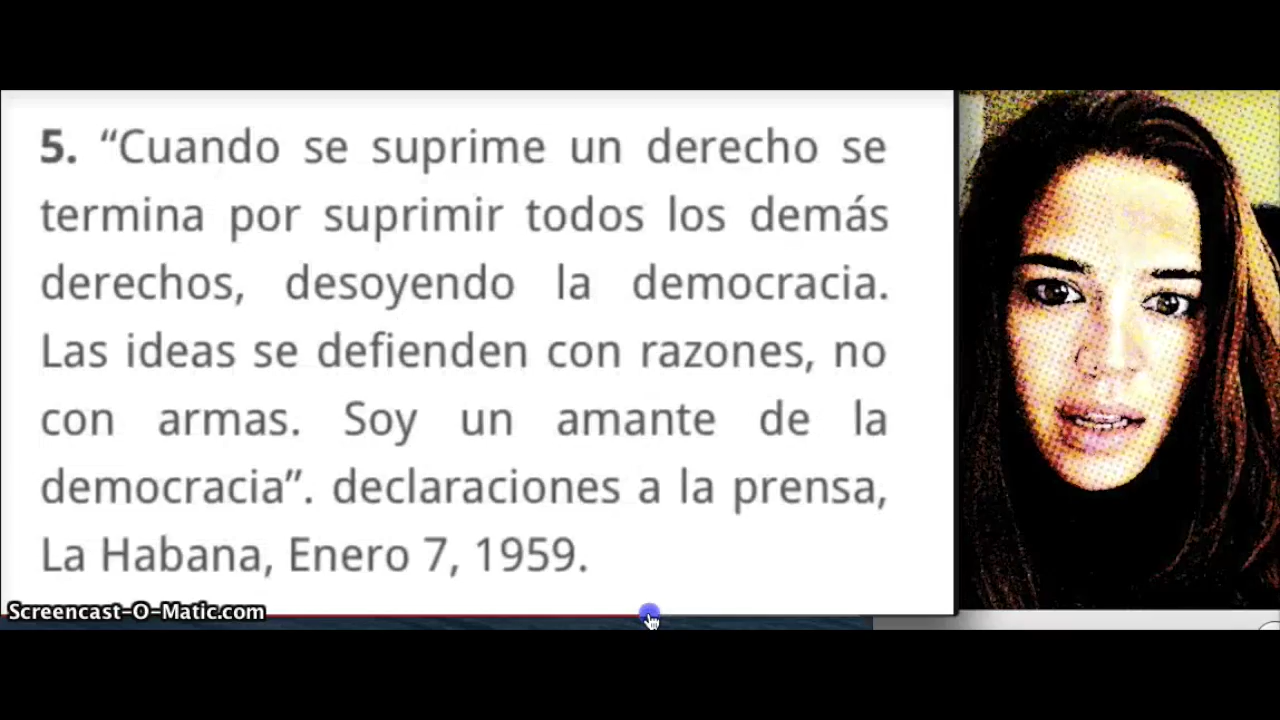 5. “Cuando se suprime un derecho se
termina por suprimir todos los demás
derechos, desoyendo la democracia.
Las ideas se defienden con razones, no
con armas. Soy un amante de la
democracia”. declaraciones a la prensa,
La Habana, Enero 7, 1959.
Screencast-O-Matic.com